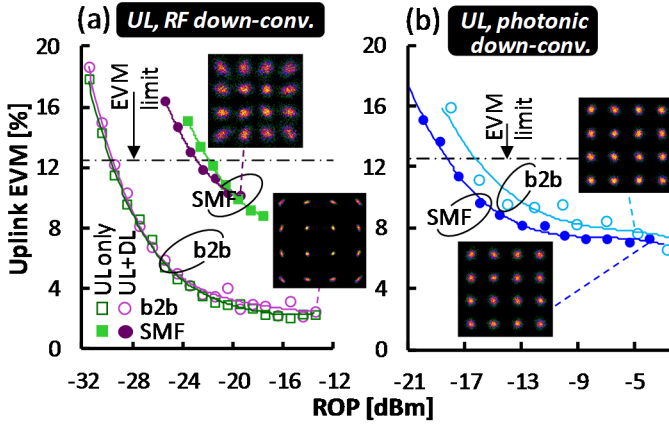 (a) UL, RF down-conv.
(b) UL, photonic
down-conv.
Uplink EVM [%]
20
16
12
8
4
0
EVM
limit
SMF
b2b
UL only
UL+DL
b2b
SMF
-32
-28
-24
-20
-16
-12
EVM
limit
b2b
SMF
20
16
12
8
4
0
-21
-17
-13
-9
-5
ROP [dBm]